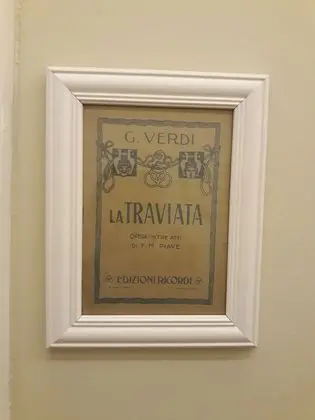 G. VERDI
LA TRAVIATA
OPERA IN TRE ATTI
DI F. M. PIAVE
EDIZIONI RICORDI